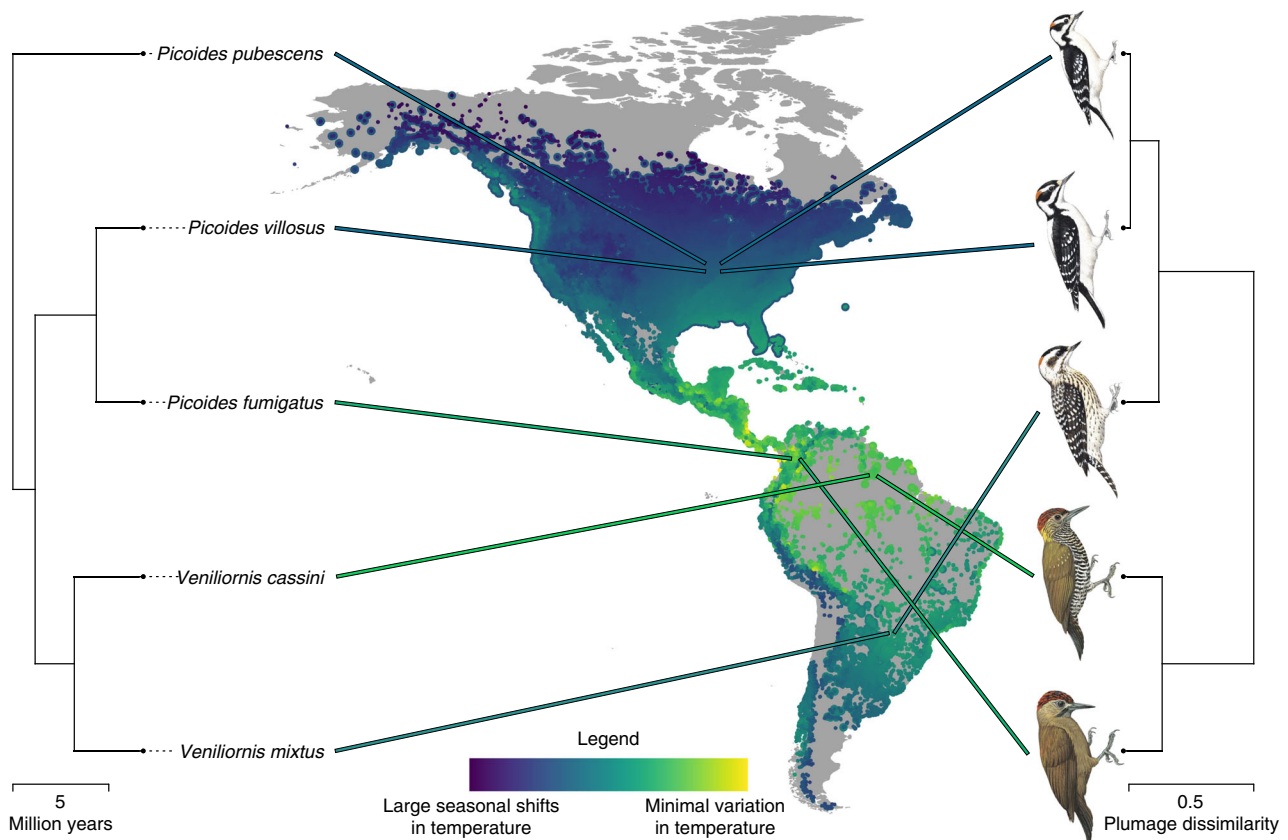 Picoides pubescens
Picoides villosus
Picoides fumigatus
Veniliornis cassini
Veniliornis mixtus
Legend
Large seasonal shifts
in temperature
Minimal variation
in temperature
5
Million years
0.5
Plumage dissimilarity